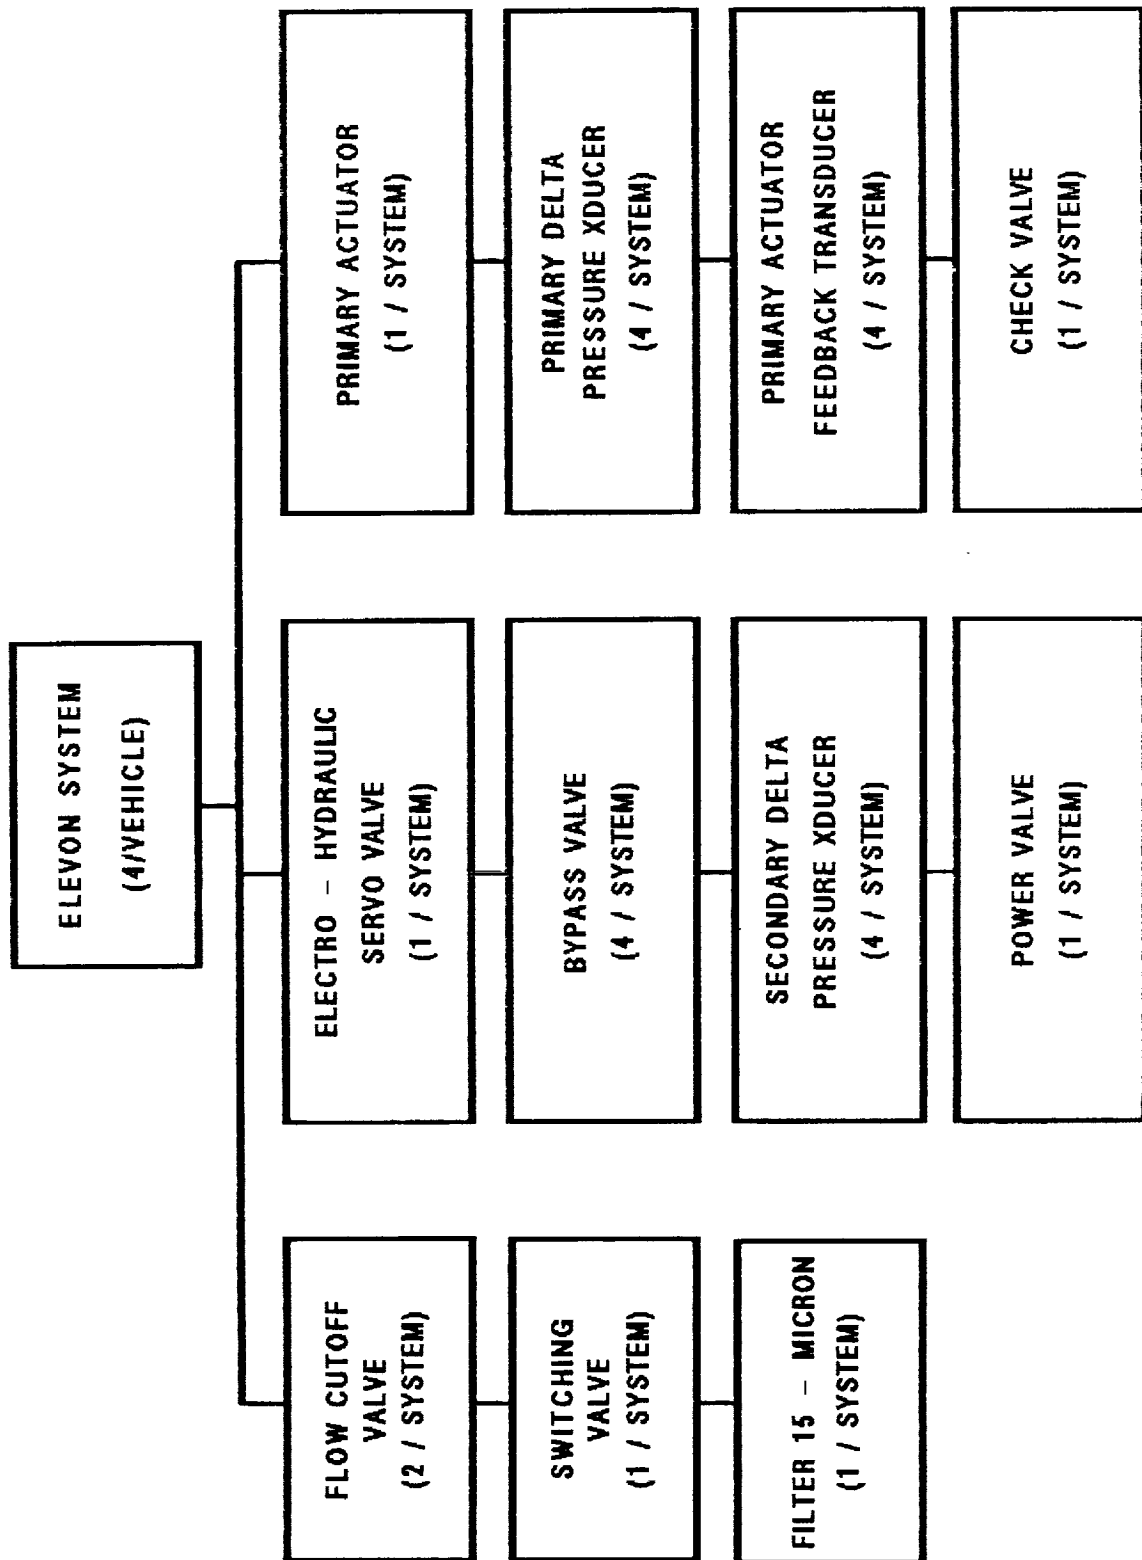 ELEVON SYSTEM
(4/VEHICLE)
FLOW CUTOFF
VALVE
(2 / SYSTEM)
SWITCHING
VALVE
(1 / SYSTEM)
FILTER 15 – MICRON
(1 / SYSTEM)
ELECTRO – HYDRAULIC
SERVO VALVE
(1 / SYSTEM)
BYPASS VALVE
(4 / SYSTEM)
SECONDARY DELTA
PRESSURE XDUCER
(4 / SYSTEM)
POWER VALVE
(1 / SYSTEM)
PRIMARY ACTUATOR
(1 / SYSTEM)
PRIMARY DELTA
PRESSURE XDUCER
(4 / SYSTEM)
PRIMARY ACTUATOR
FEEDBACK TRANSDUCER
(4 / SYSTEM)
CHECK VALVE
(1 / SYSTEM)